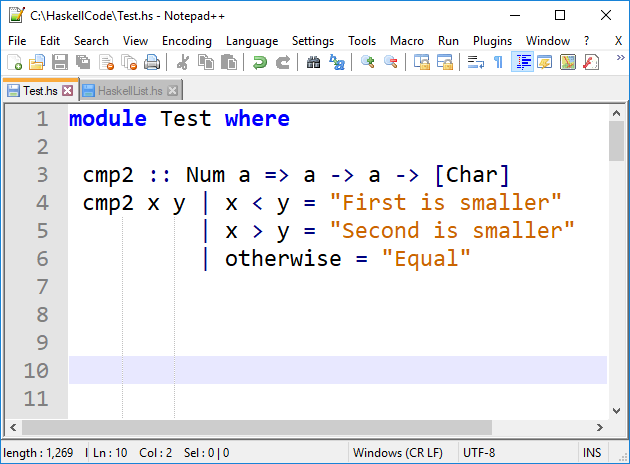 C:\HaskellCode\Test.hs - Notepad++
File Edit Search View Encoding Language Settings Tools Macro Run Plugins Window ? X
Test.hs HaskellList.hs
1 module Test where
2
3 cmp2 :: Num a => a -> a -> [Char]
4 cmp2 x y | x < y = "First is smaller"
5 | x > y = "Second is smaller"
6 | otherwise = "Equal"
7
8
9
10
11
length : 1,269 l Ln : 10 Col : 2 Sel : 0 | 0 Windows (CR LF) UTF-8 INS